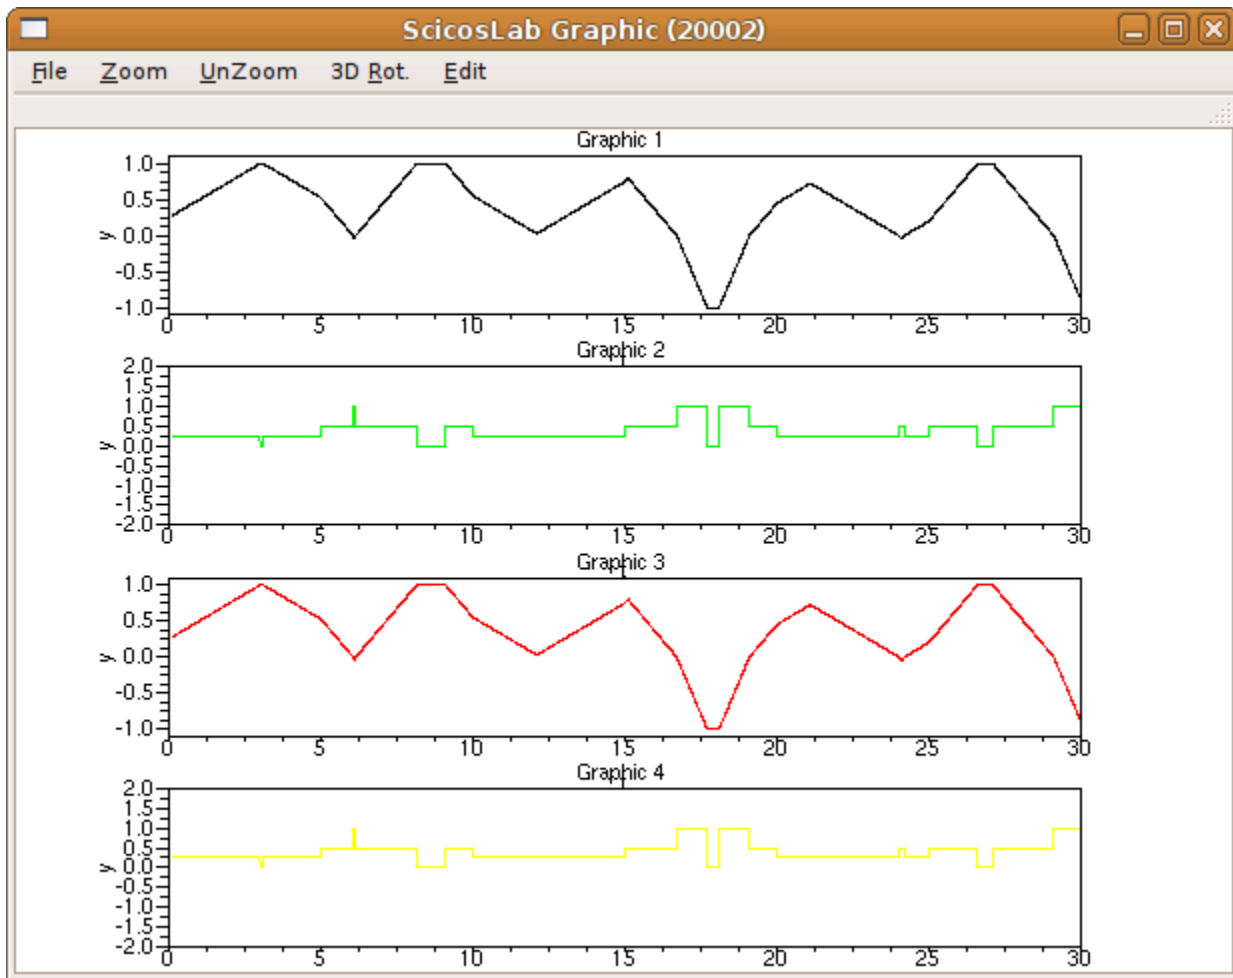 ScicosLab Graphic (20002)
File Zoom UnZoom 3D Rot. Edit
Graphic 1
1.0
0.5
y 0.0
-0.5
-1.0
0 5 10 15 20 25 30
Graphic 2
2.0
1.5
1.0
0.5
y 0.0
-0.5
-1.0
-1.5
-2.0
0 5 10 15 20 25 30
Graphic 3
1.0
0.5
y 0.0
-0.5
-1.0
0 5 10 15 20 25 30
Graphic 4
2.0
1.5
1.0
0.5
y 0.0
-0.5
-1.0
-1.5
-2.0
0 5 10 15 20 25 30